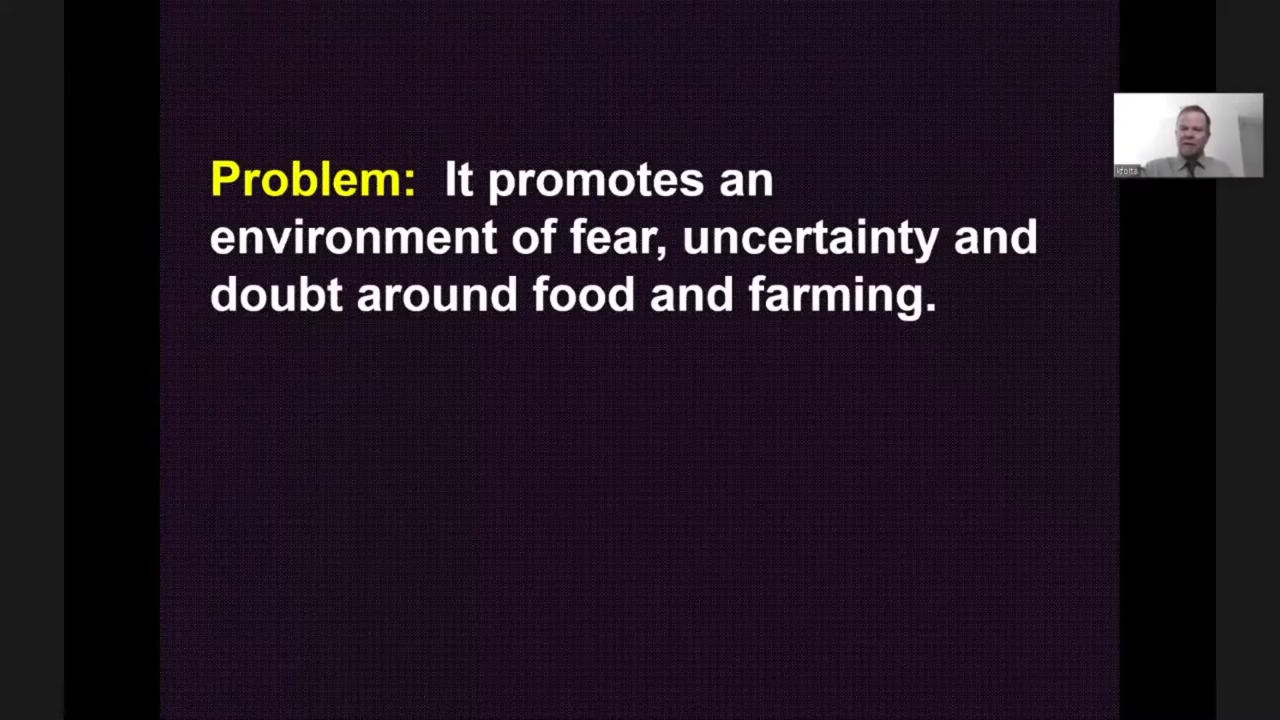 Problem: It promotes an
environment of fear, uncertainty and
doubt around food and farming.